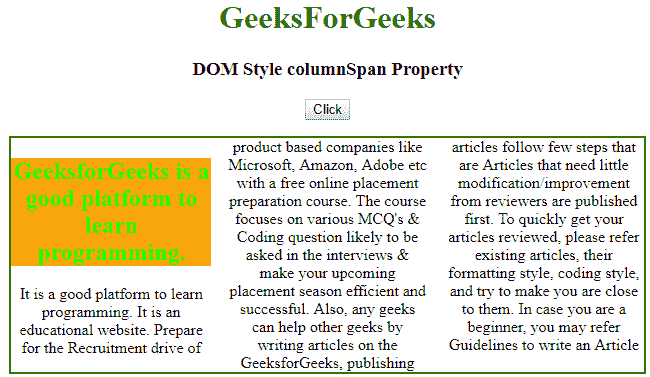 GeeksForGeeks
DOM Style columnSpan Property
Click
GeeksforGeeks is a
good platform to
learn
programming.
It is a good platform to learn
programming. It is an
educational website. Prepare
for the Recruitment drive of
product based companies like
Microsoft, Amazon, Adobe etc
with a free online placement
preparation course. The course
focuses on various MCQ's &
Coding question likely to be
asked in the interviews &
make your upcoming
placement season efficient and
successful. Also, any geeks
can help other geeks by
writing articles on the
GeeksforGeeks, publishing
articles follow few steps that
are Articles that need little
modification/improvement
from reviewers are published
first. To quickly get your
articles reviewed, please refer
existing articles, their
formatting style, coding style,
and try to make you are close
to them. In case you are a
beginner, you may refer
Guidelines to write an Article